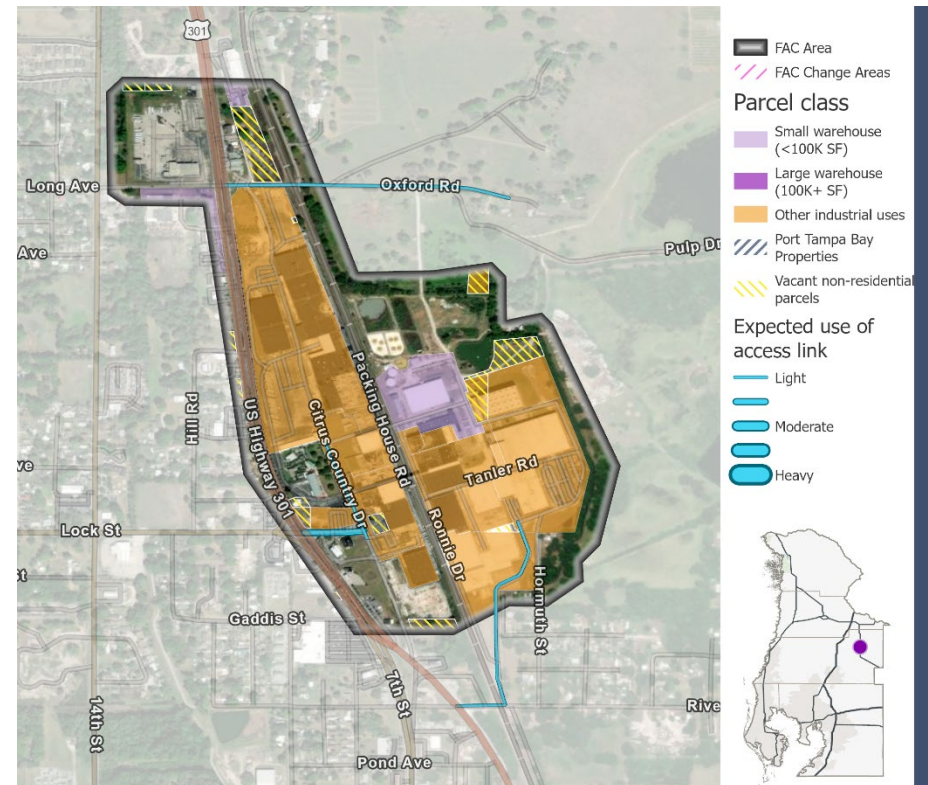 301
Long Ave
Oxford Rd
Ave
Pulp Dr
Packing House Rd
Hill Rd
US Highway 301
Citrus Country Dr
Tanler Rd
ve
Lock St
Ronnie Dr
St
Hormuth St
Gaddis St
7th St
14th St
Rive
Pond Ave
FAC Area
FAC Change Areas
Parcel class
Small warehouse
(<100K SF)
Large warehouse
(100K+ SF)
Other industrial uses
Port Tampa Bay
Properties
Vacant non-residential
parcels
Expected use of
access link
Light
Moderate
Heavy